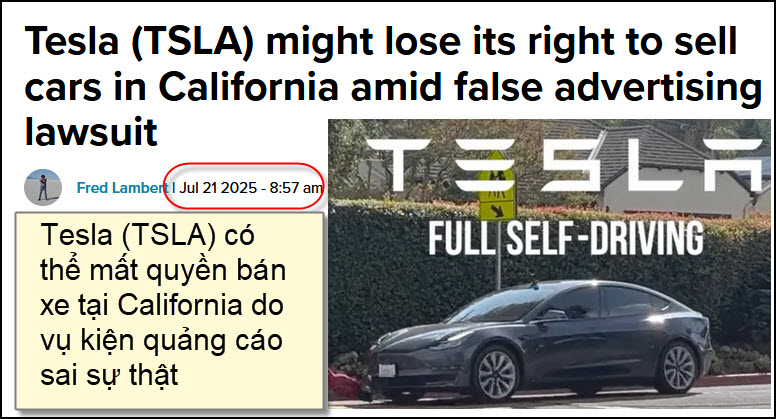 Tesla (TSLA) might lose its right to sell
cars in California amid false advertising
lawsuit
Fred Lambert | Jul 21 2025 - 8:57 am
TESLA
FULL SELF-DRIVING
Tesla (TSLA) có
thể mất quyền bán
xe tại California do
vụ kiện quảng cáo
sai sự thật